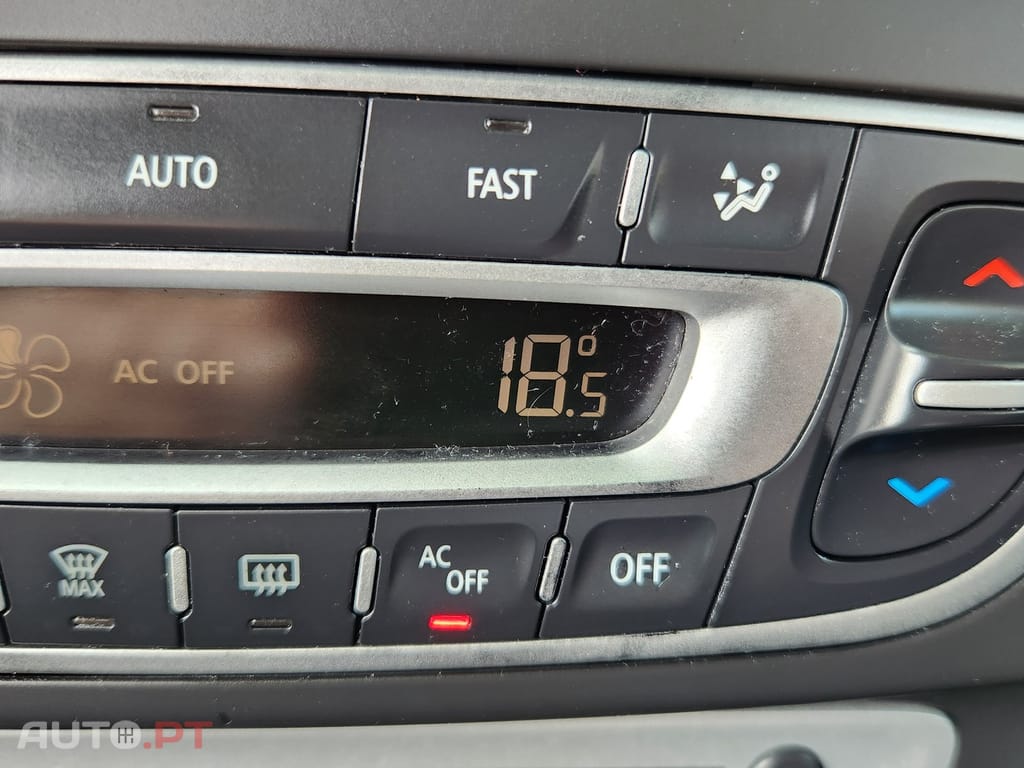 AUTO
FAST
AC OFF
18.5°
MAX
AC OFF
OFF
AUTO.PT